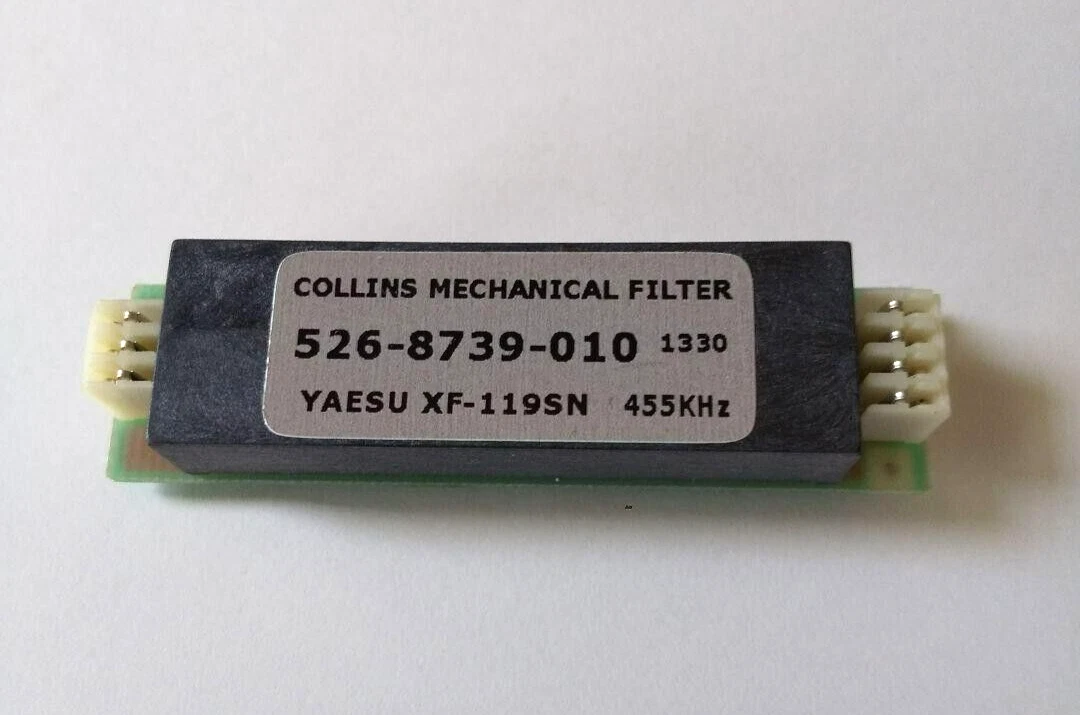 COLLINS MECHANICAL FILTER
526-8739-010 1330
YAESU XF-119SN 455KHz